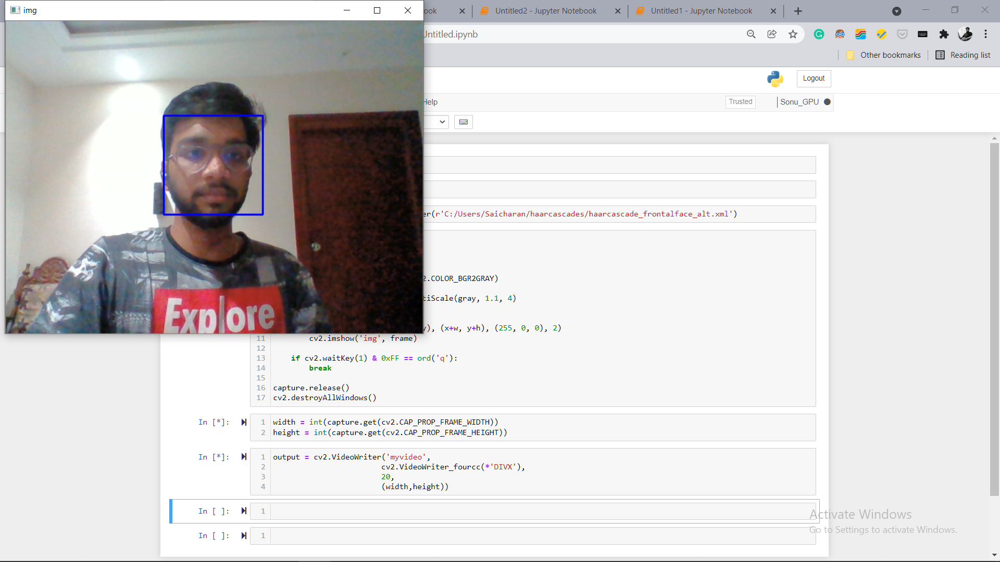 img
ook
Untitled2 - Jupyter Notebook
Untitled1 - Jupyter Notebook
Untitled.ipynb
Other bookmarks
Reading list
Logout
Help
Trusted
Sonu_GPU
er(r'C:/Users/Saicharan/haarcascades/haarcascade_frontalface_alt.xml')
2.COLOR_BGR2GRAY)
tiScale(gray, 1.1, 4)
y), (x+w, y+h), (255, 0, 0), 2)
Explore
11 cv2.imshow('img', frame)
12
13 if cv2.waitKey(1) & 0xFF == ord('q'):
14 break
15
16 capture.release()
17 cv2.destroyAllWindows()
In [*]: 1 width = int(capture.get(cv2.CAP_PROP_FRAME_WIDTH))
2 height = int(capture.get(cv2.CAP_PROP_FRAME_HEIGHT))
In [*]: 1 output = cv2.VideoWriter('myvideo',
2 cv2.VideoWriter_fourcc(*'DIVX'),
3 20,
4 (width,height))
In [ ]: 1
In [ ]: 1
Activate Windows
Go to Settings to activate Windows.